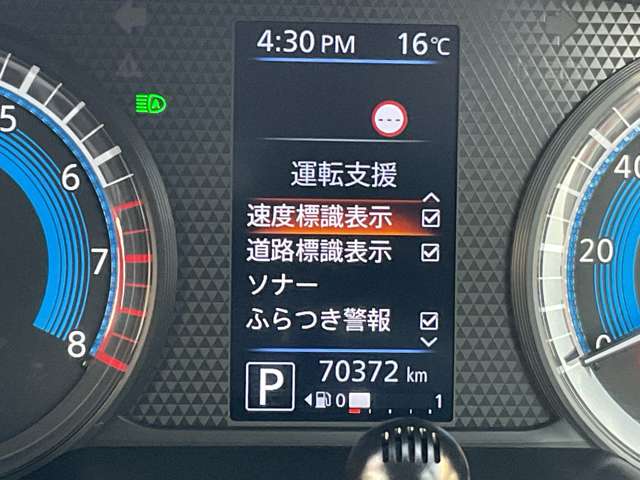 4:30 PM 16℃
---
運転支援
速度標識表示
道路標識表示
ソナー
ふらつき警報
P 70372 km
0 1
5
6
7
8
40
20
0
A